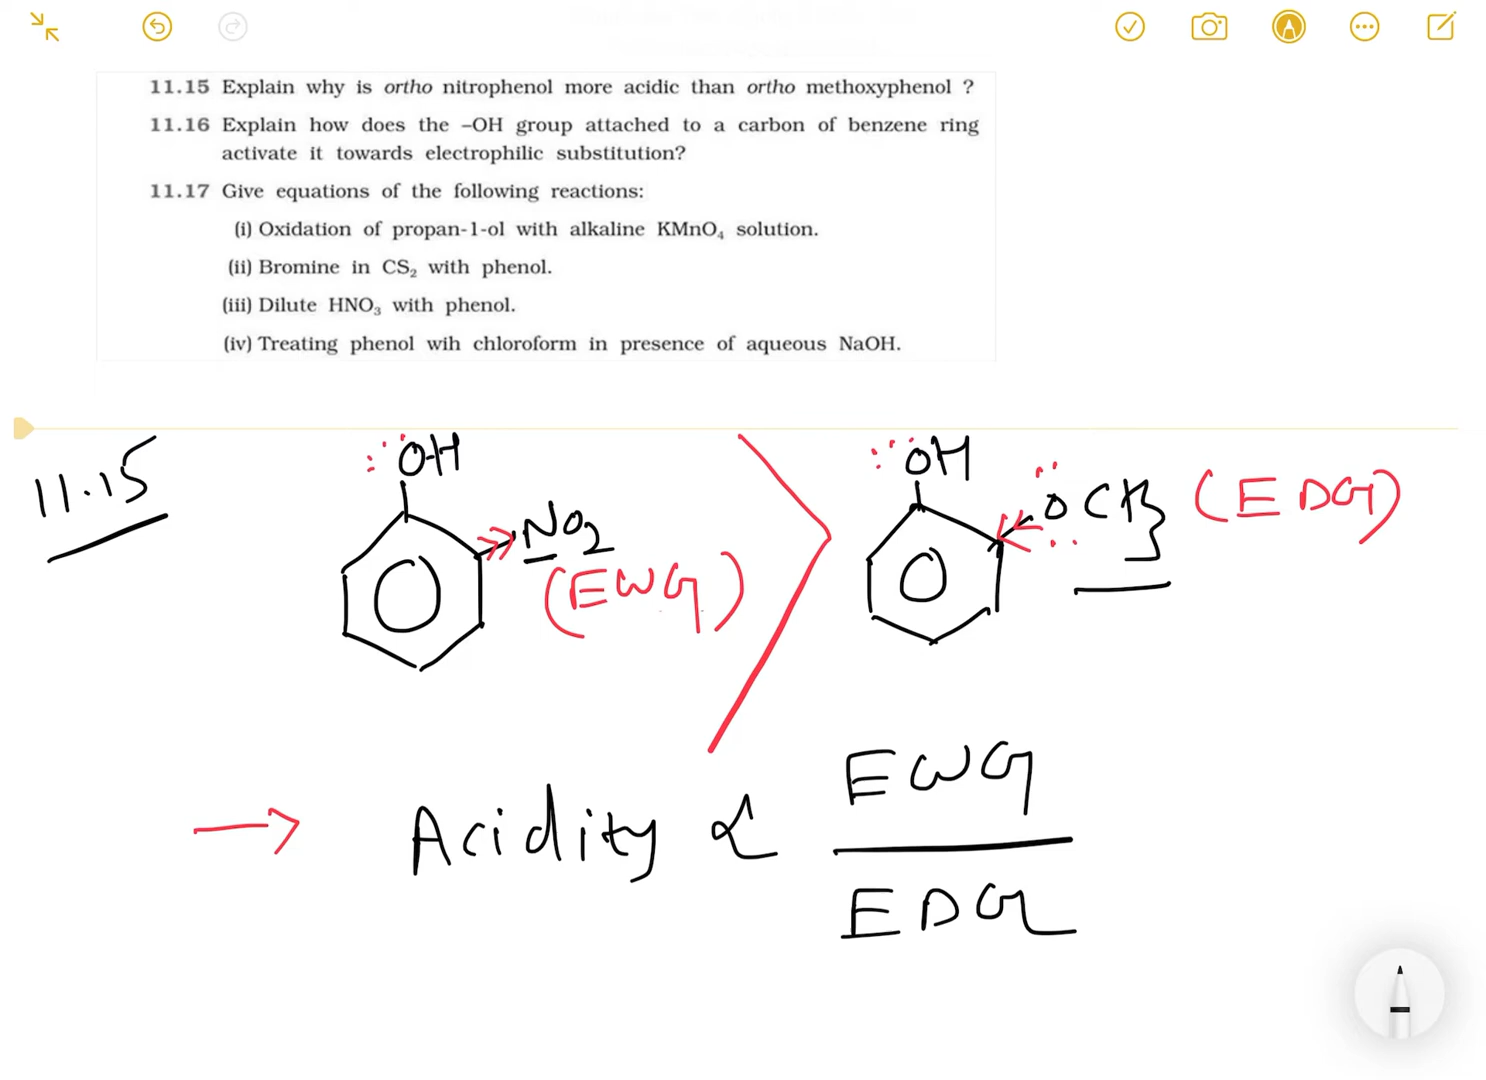 11.15 Explain why is ortho nitrophenol more acidic than ortho methoxyphenol ?
11.16 Explain how does the –OH group attached to a carbon of benzene ring
activate it towards electrophilic substitution?
11.17 Give equations of the following reactions:
(i) Oxidation of propan-1-ol with alkaline KMnO₄ solution.
(ii) Bromine in CS₂ with phenol.
(iii) Dilute HNO₃ with phenol.
(iv) Treating phenol wih chloroform in presence of aqueous NaOH.
11.15
OH
NO₂
(EWG)
>
OH
OCH₃ (EDG)
→ Acidity ∝ EWG
EDG